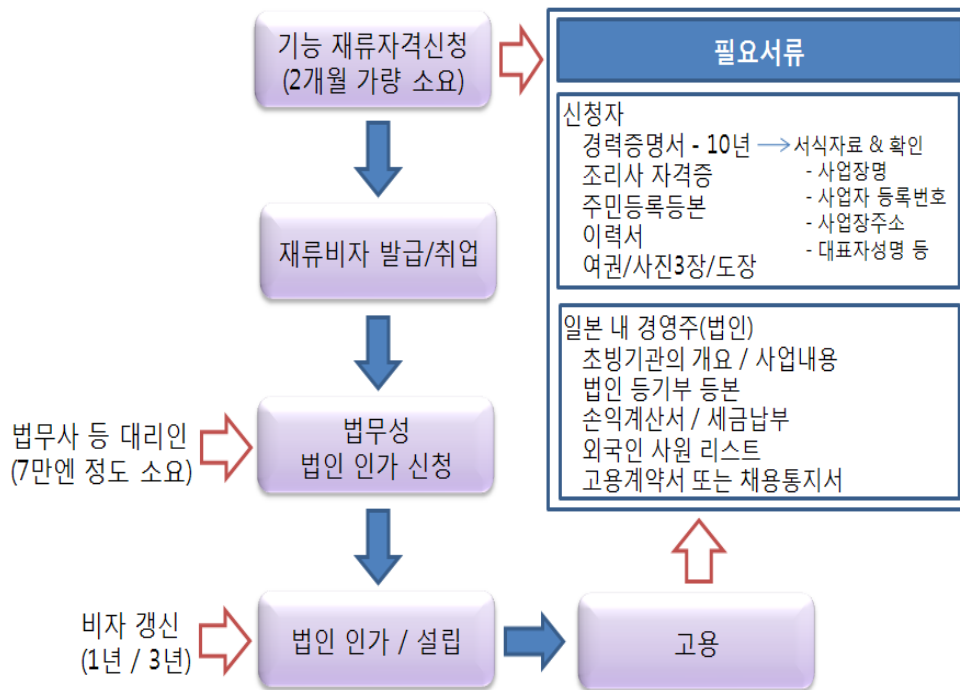 기능 재류자격신청
(2개월 가량 소요)
필요서류
신청자
경력증명서 - 10년
조리사 자격증
주민등록등본
이력서
여권/사진3장/도장
서식자료 & 확인
- 사업장명
- 사업자 등록번호
- 사업장주소
- 대표자성명 등
재류비자 발급/취업
일본 내 경영주(법인)
초빙기관의 개요 / 사업내용
법인 등기부 등본
손익계산서 / 세금납부
외국인 사원 리스트
고용계약서 또는 채용통지서
법무사 등 대리인
(7만엔 정도 소요)
법무성
법인 인가 신청
비자 갱신
(1년 / 3년)
법인 인가 / 설립
고용